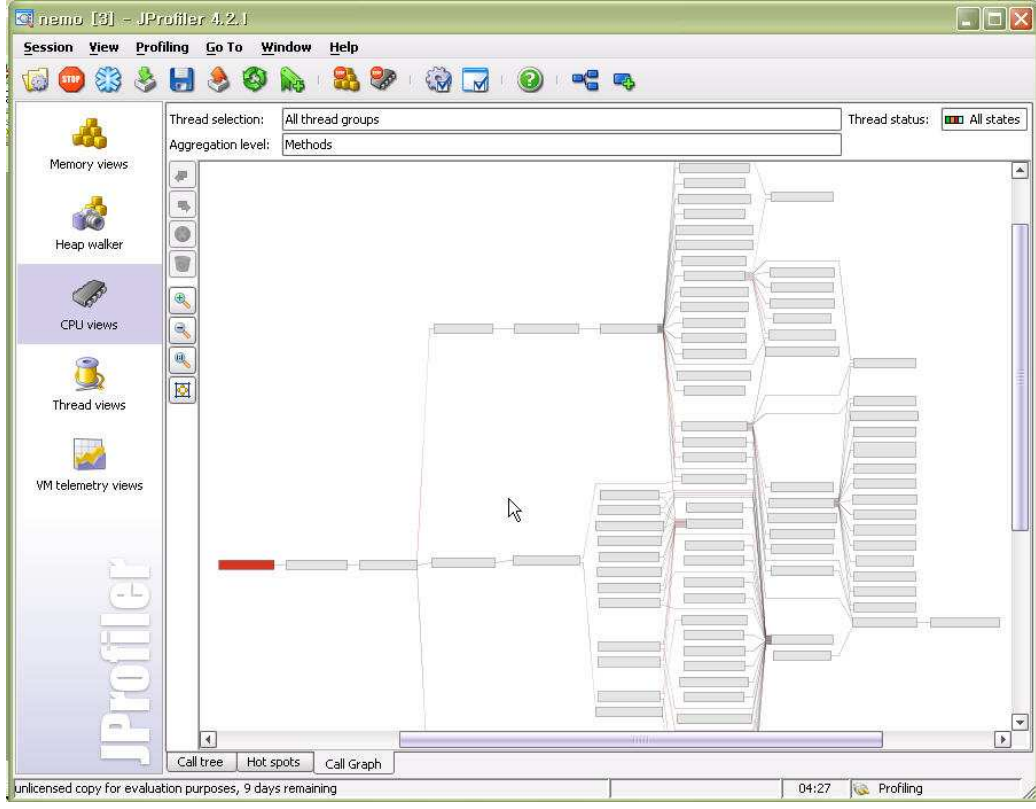 nemo [3] - JProfiler 4.2.1
Session View Profiling Go To Window Help
STOP
Thread selection: All thread groups Thread status: All states
Aggregation level: Methods
Memory views
Heap walker
CPU views
Thread views
VM telemetry views
JProfiler
Call tree Hot spots Call Graph
unlicensed copy for evaluation purposes, 9 days remaining 04:27 Profiling